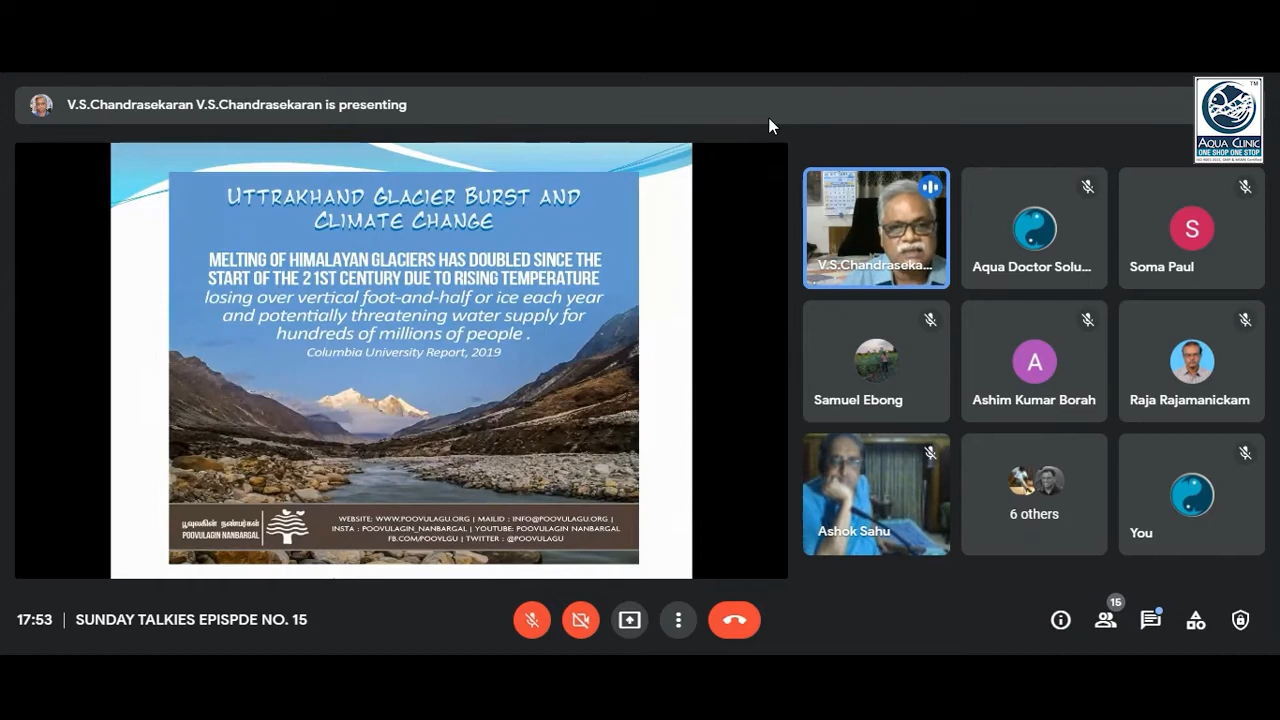 V.S.Chandrasekaran V.S.Chandrasekaran is presenting
TM
AQUA CLINIC
ONE SHOP ONE STOP
UTTRAKHAND GLACIER BURST AND
CLIMATE CHANGE
MELTING OF HIMALAYAN GLACIERS HAS DOUBLED SINCE THE
START OF THE 21ST CENTURY DUE TO RISING TEMPERATURE
losing over vertical foot-and-half or ice each year
and potentially threatening water supply for
hundreds of millions of people .
Columbia University Report, 2019
பூவுலகின் நண்பர்கள்
POOVULAGIN NANBARGAL
WEBSITE: WWW.POOVULAGU.ORG | MAILID : INFO@POOVULAGU.ORG |
INSTA : POOVULAGIN_NANBARGAL | YOUTUBE: POOVULAGIN NANBARGAL
FB.COM/POOVLGU | TWITTER : @POOVULAGU
V.S.Chandraseka...
Aqua Doctor Solu...
S
Soma Paul
Samuel Ebong
A
Ashim Kumar Borah
Raja Rajamanickam
Ashok Sahu
6 others
You
17:53 | SUNDAY TALKIES EPISPDE NO. 15
15